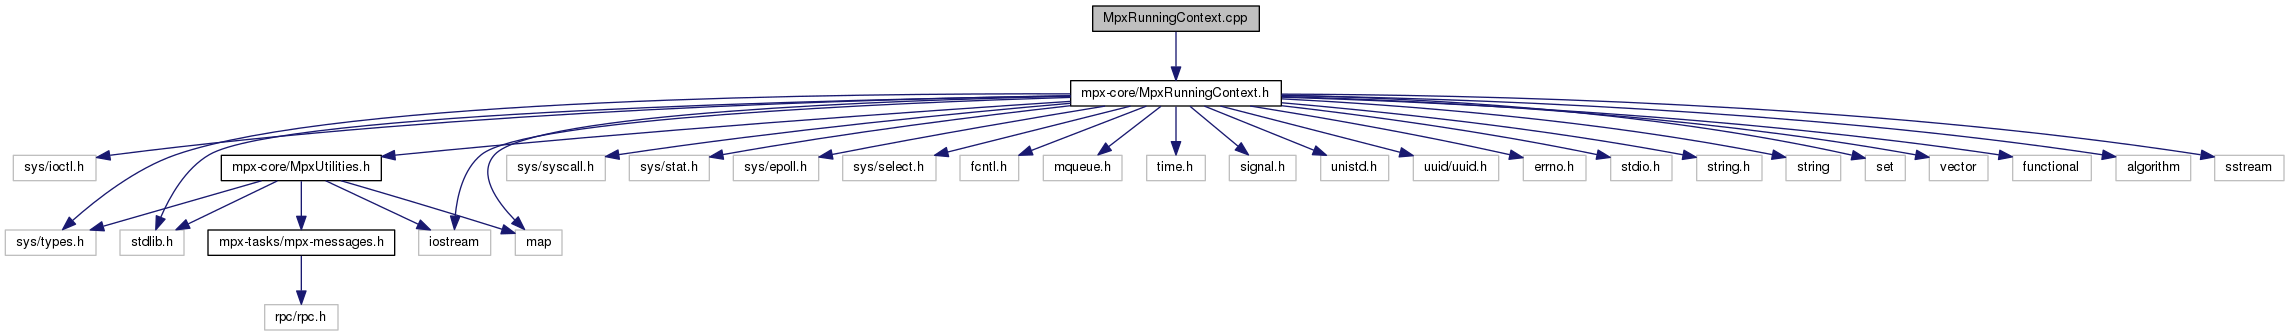 MpxRunningContext.cpp
mpx-core/MpxRunningContext.h
sys/ioctl.h
mpx-core/MpxUtilities.h
sys/syscall.h
sys/stat.h
sys/epoll.h
sys/select.h
fcntl.h
mqueue.h
time.h
signal.h
unistd.h
uuid/uuid.h
errno.h
stdio.h
string.h
string
set
vector
functional
algorithm
sstream
sys/types.h
stdlib.h
mpx-tasks/mpx-messages.h
iostream
map
rpc/rpc.h